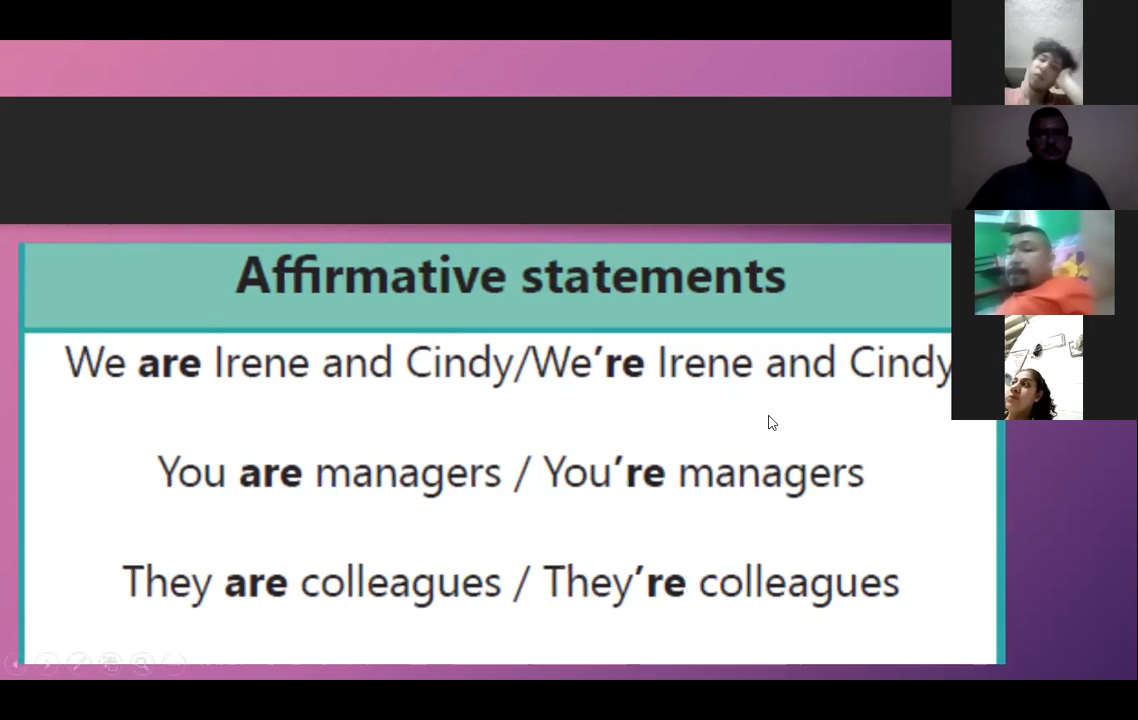 Affirmative statements
We are Irene and Cindy/We’re Irene and Cindy
You are managers / You’re managers
They are colleagues / They’re colleagues